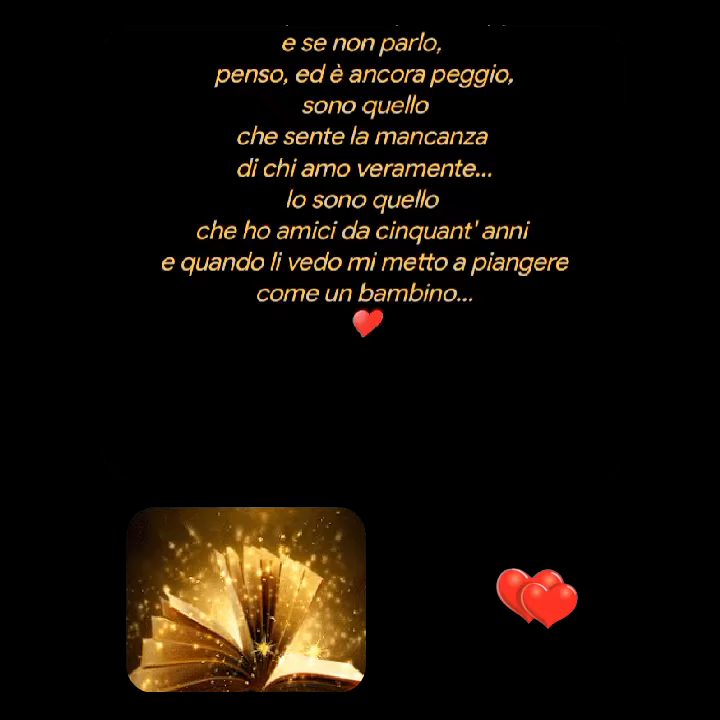 e se non parlo,
penso, ed è ancora peggio,
sono quello
che sente la mancanza
di chi amo veramente...
Io sono quello
che ho amici da cinquant' anni
e quando li vedo mi metto a piangere
come un bambino...